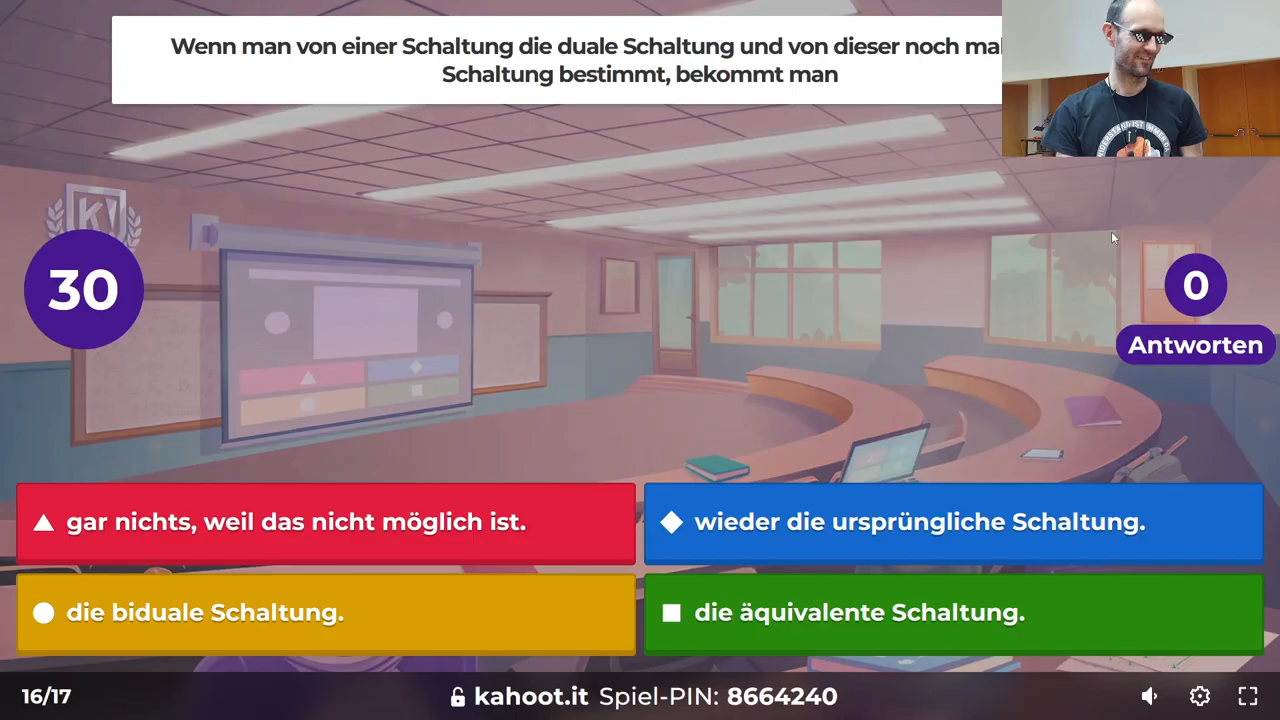 Wenn man von einer Schaltung die duale Schaltung und von dieser noch
Schaltung bestimmt, bekommt man
K
30
0
Antworten
gar nichts, weil das nicht möglich ist.
wieder die ursprüngliche Schaltung.
die biduale Schaltung.
die äquivalente Schaltung.
16/17
kahoot.it Spiel-PIN: 8664240